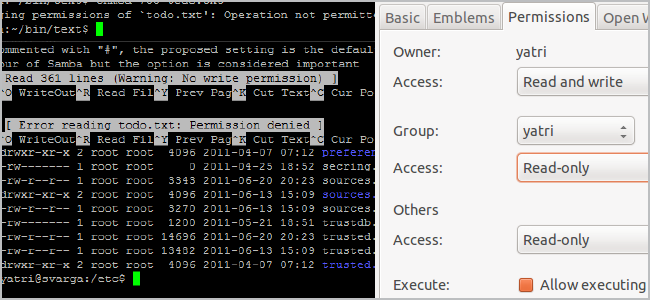 ging permissions of `todo.txt': Operation not permitte
:~/bin/text$
ommented with "#", the proposed setting is the defaul
our of Samba but the option is considered important
Read 361 lines (Warning: No write permission) ]
^O WriteOut^R Read Fil^Y Prev Pag^K Cut Text^C Cur Po
[ Error reading todo.txt: Permission denied ]
^O WriteOut^R Read Fil^Y Prev Pag^K Cut Text^C Cur Po
drwxr-xr-x 2 root root 4096 2011-04-07 07:12 preferen
-rw------- 1 root root 0 2011-04-25 18:52 secring.
-rw-r--r-- 1 root root 3343 2011-06-20 20:23 sources.
drwxr-xr-x 2 root root 4096 2011-06-13 15:09 sources.
-rw-r--r-- 1 root root 3270 2011-06-13 15:09 sources.
-rw------- 1 root root 1200 2011-05-21 18:51 trustdb.
-rw-r--r-- 1 root root 14696 2011-06-20 20:23 trusted.
-rw-r--r-- 1 root root 13482 2011-06-13 15:09 trusted.
drwxr-xr-x 2 root root 4096 2011-04-07 07:12 trusted.
yatri@svarga:/etc$
Basic Emblems Permissions Open W
Owner: yatri
Access: Read and write
Group: yatri
Access: Read-only
Others
Access: Read-only
Execute: Allow executing